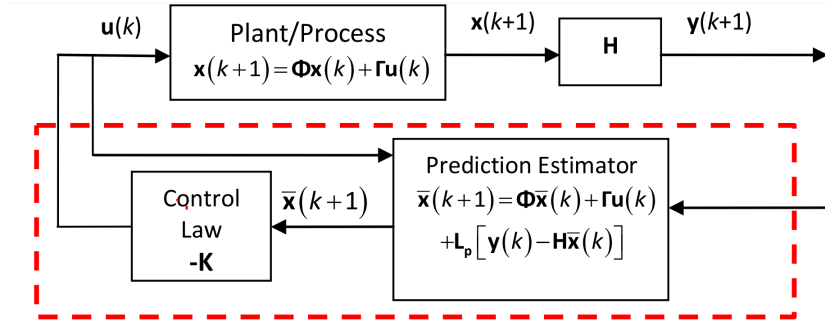 u(k)
Plant/Process
x(k+1)=Φx(k)+Γu(k)
x(k+1)
H
y(k+1)
Control
Law
-K
x̅(k+1)
Prediction Estimator
x̅(k+1)=Φx̅(k)+Γu(k)
+Lₚ[y(k)−Hx̅(k)]